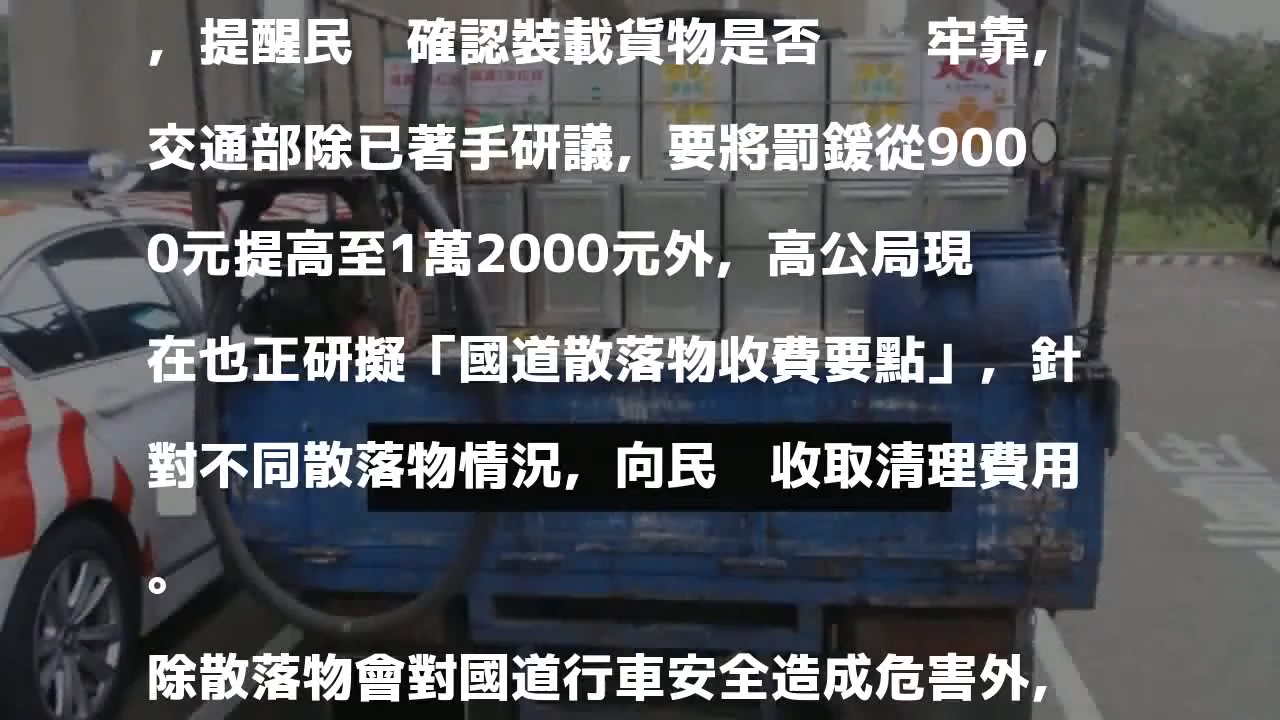 ，提醒民　確認裝載貨物是否　　牢靠，
交通部除已著手研議，要將罰鍰從900
0元提高至1萬2000元外，高公局現
在也正研擬「國道散落物收費要點」，針
對不同散落物情況，向民　收取清理費用
。
除散落物會對國道行車安全造成危害外，